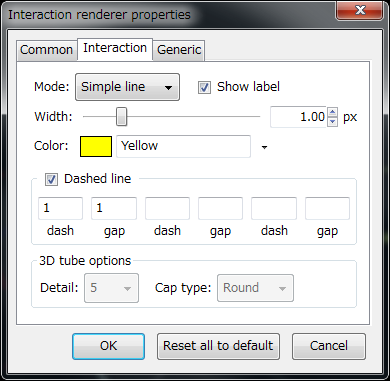 Interaction renderer properties
Common Interaction Generic
Mode: Simple line Show label
Width: 1.00 px
Color: Yellow
Dashed line
1 1
dash gap dash gap dash gap
3D tube options
Detail: 5 Cap type: Round
OK Reset all to default Cancel